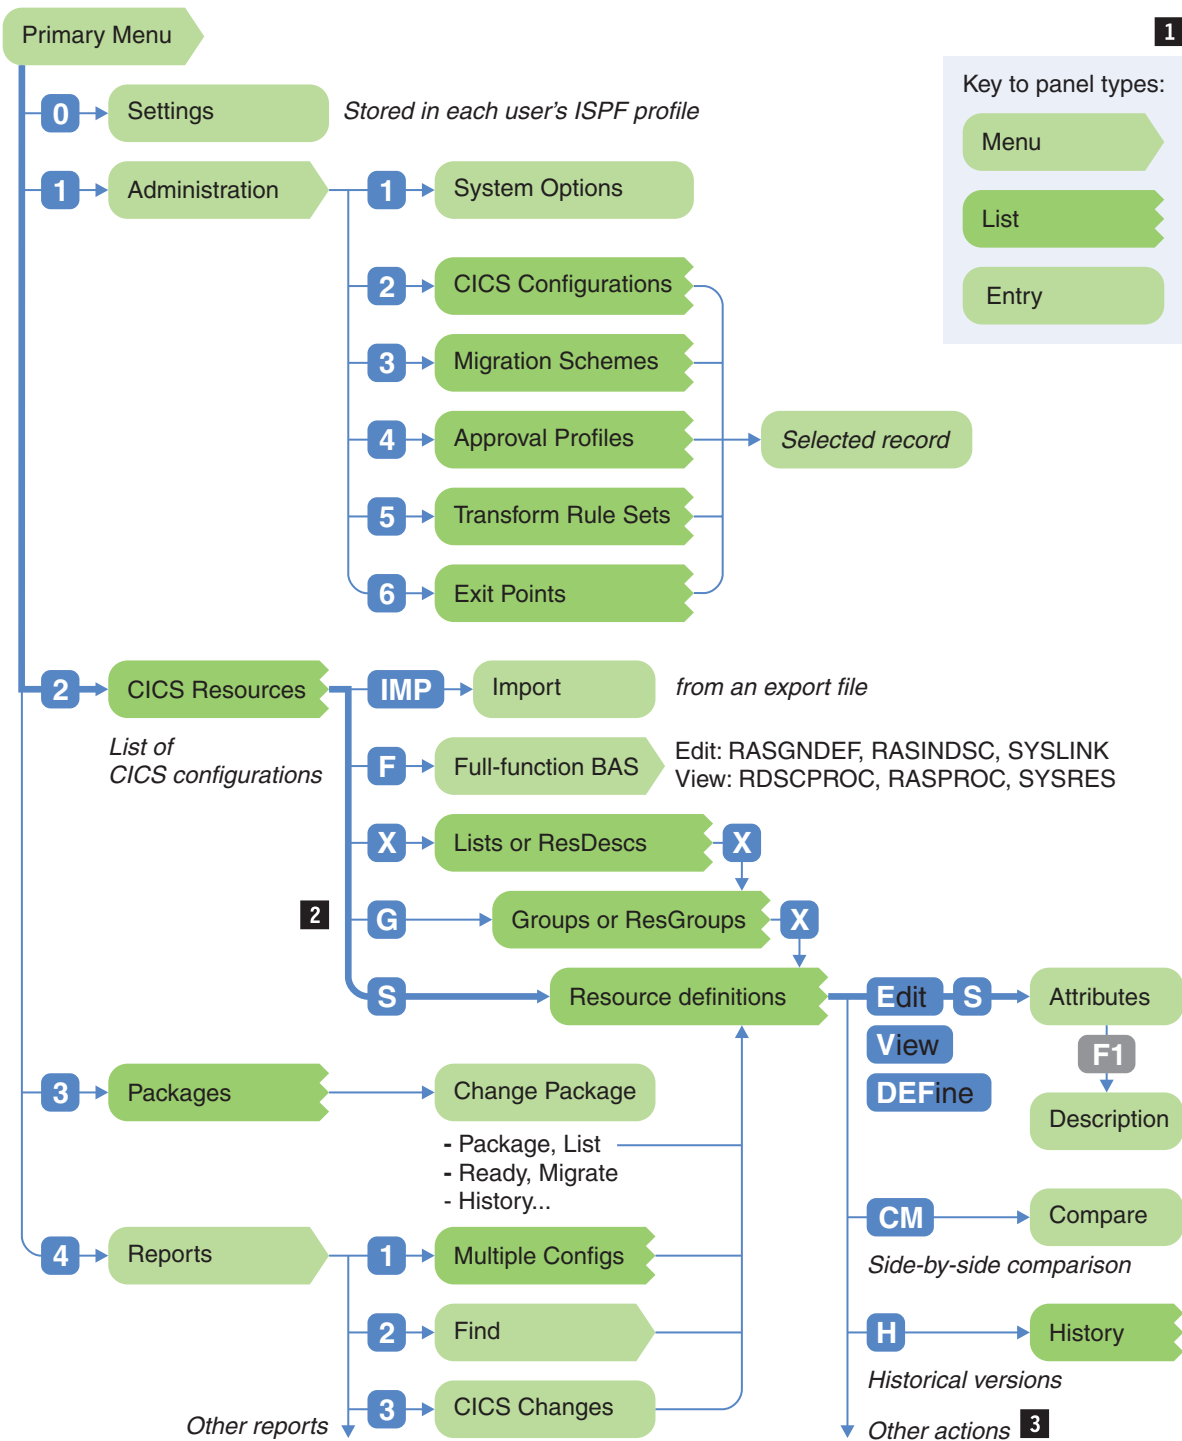 Primary Menu
1
Key to panel types:
Menu
List
Entry
0 Settings Stored in each user's ISPF profile
1 Administration 1 System Options
2 CICS Configurations
3 Migration Schemes
4 Approval Profiles Selected record
5 Transform Rule Sets
6 Exit Points
2 CICS Resources IMP Import from an export file
List of
CICS configurations
F Full-function BAS Edit: RASGNDEF, RASINDSC, SYSLINK
View: RDSCPROC, RASPROC, SYSRES
X Lists or ResDescs X
2 G Groups or ResGroups X
S Resource definitions Edit S Attributes
View F1
DEFine Description
3 Packages Change Package
- Package, List
- Ready, Migrate
- History...
CM Compare
Side-by-side comparison
4 Reports 1 Multiple Configs
2 Find H History
Historical versions
3 CICS Changes
Other reports
Other actions 3